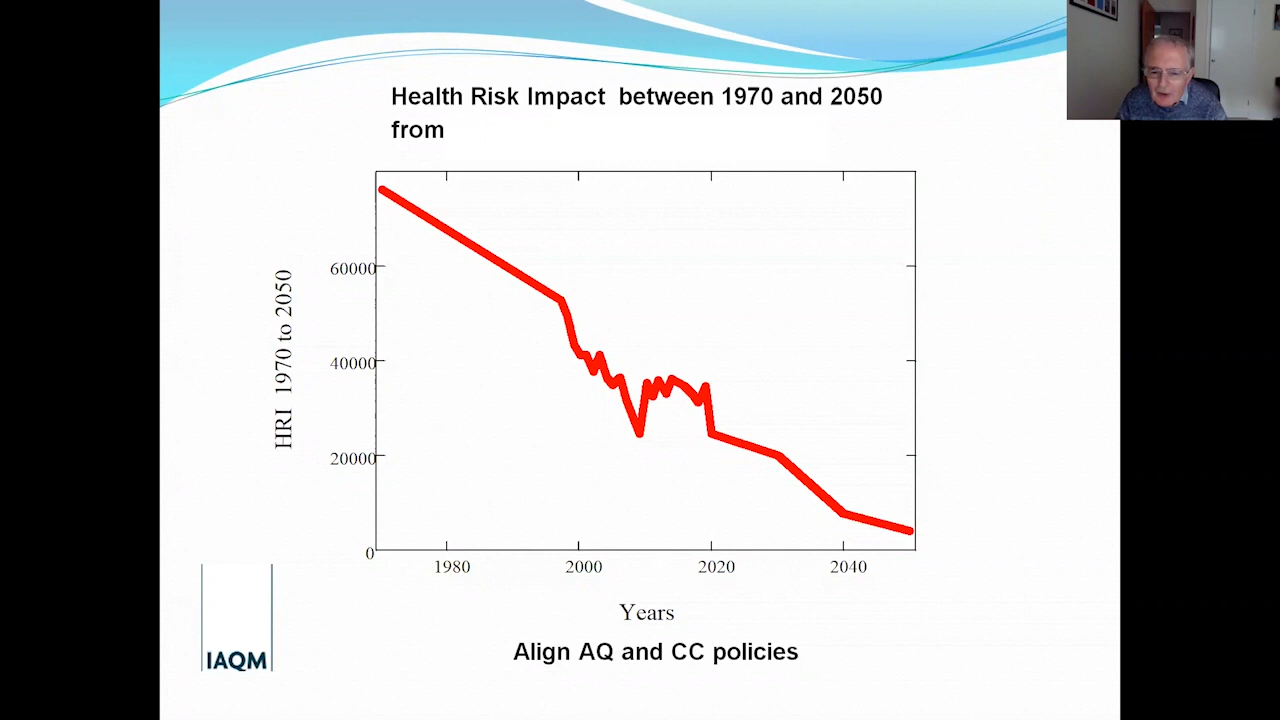 Health Risk Impact between 1970 and 2050
from
HRI 1970 to 2050
60000
40000
20000
0
1980 2000 2020 2040
Years
Align AQ and CC policies
IAQM